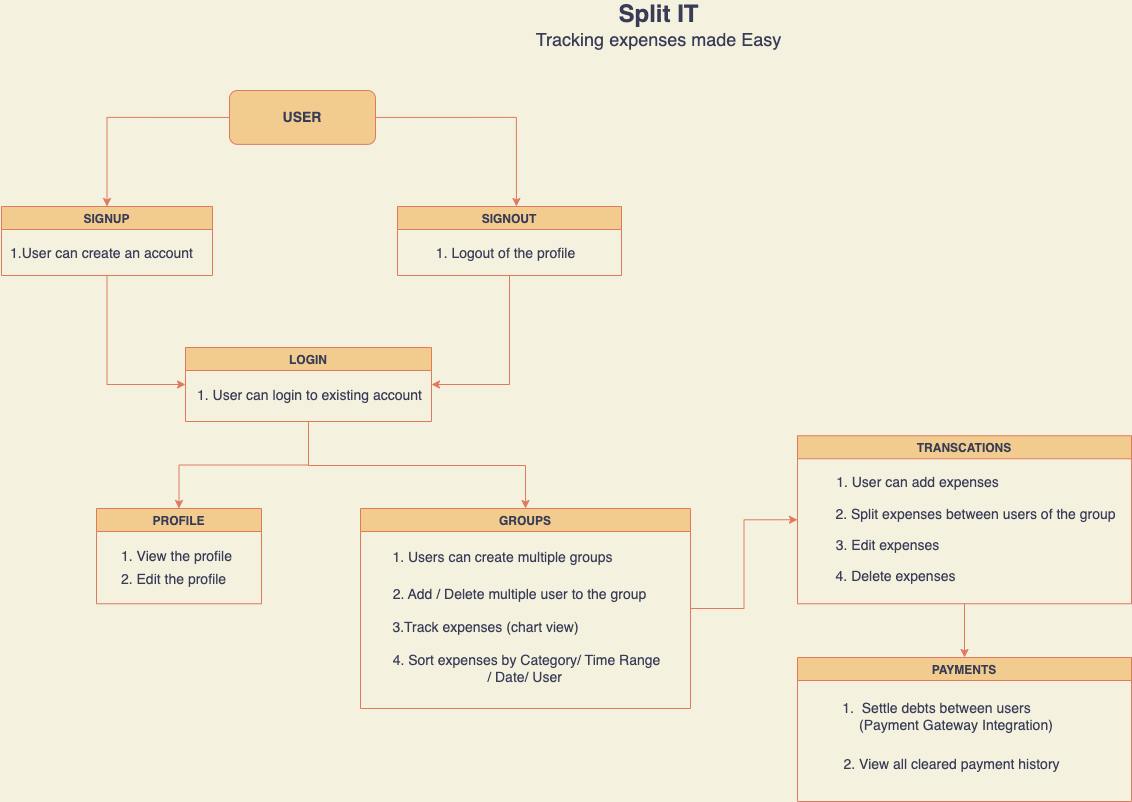 Split IT
Tracking expenses made Easy
USER
SIGNUP
1.User can create an account
SIGNOUT
1. Logout of the profile
LOGIN
1. User can login to existing account
PROFILE
1. View the profile
2. Edit the profile
GROUPS
1. Users can create multiple groups
2. Add / Delete multiple user to the group
3.Track expenses (chart view)
4. Sort expenses by Category/ Time Range
/ Date/ User
TRANSCATIONS
1. User can add expenses
2. Split expenses between users of the group
3. Edit expenses
4. Delete expenses
PAYMENTS
1. Settle debts between users
(Payment Gateway Integration)
2. View all cleared payment history